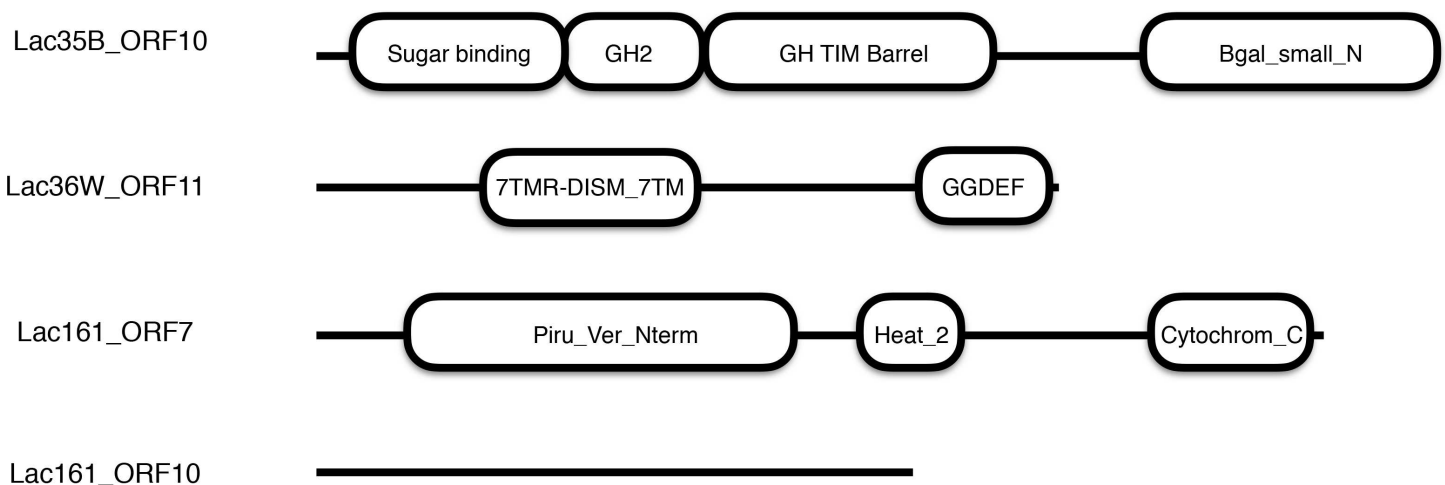 Lac35B_ORF10 Sugar binding GH2 GH TIM Barrel Bgal_small_N
Lac36W_ORF11 7TMR-DISM_7TM GGDEF
Lac161_ORF7 Piru_Ver_Nterm Heat_2 Cytochrom_C
Lac161_ORF10